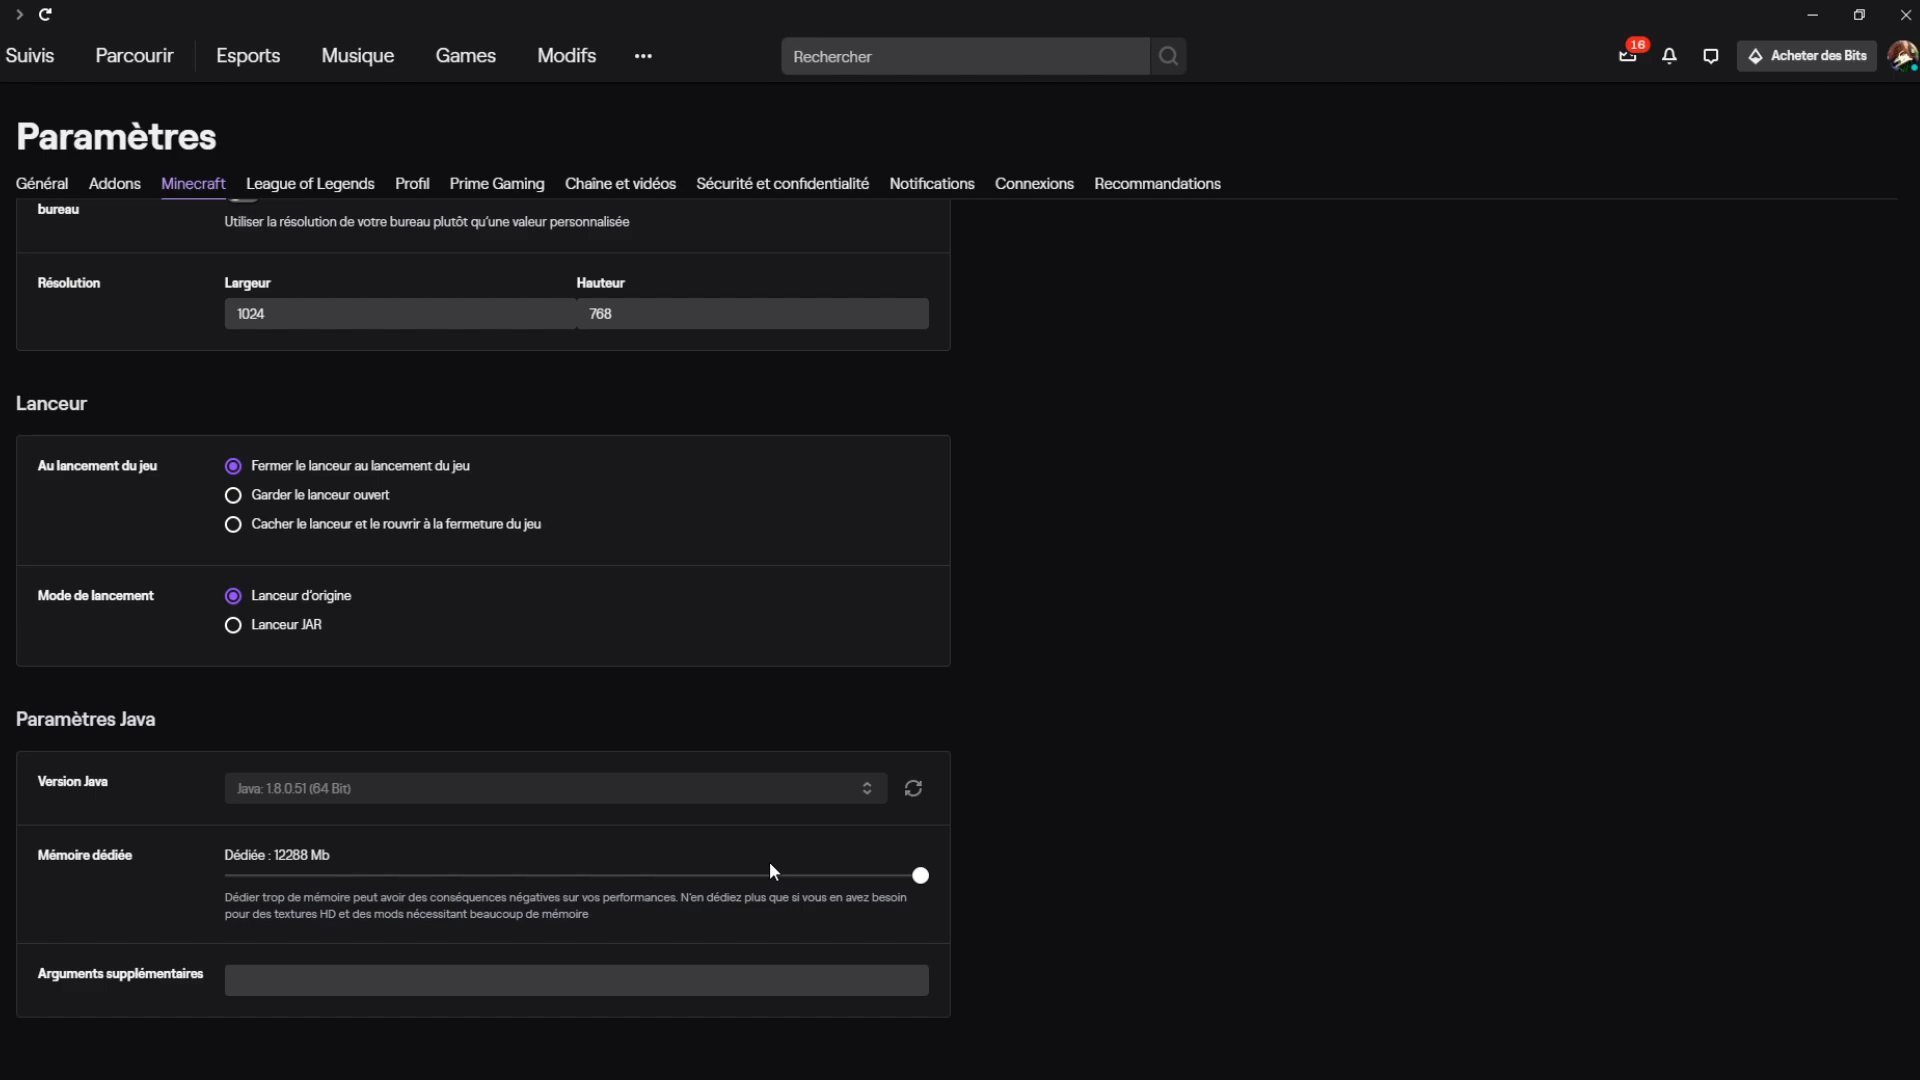 Suivis Parcourir Esports Musique Games Modifs ... Rechercher 16 Acheter des Bits
Paramètres
Général Addons Minecraft League of Legends Profil Prime Gaming Chaîne et vidéos Sécurité et confidentialité Notifications Connexions Recommandations
bureau
Utiliser la résolution de votre bureau plutôt qu'une valeur personnalisée
Résolution Largeur Hauteur
1024 768
Lanceur
Au lancement du jeu Fermer le lanceur au lancement du jeu
Garder le lanceur ouvert
Cacher le lanceur et le rouvrir à la fermeture du jeu
Mode de lancement Lanceur d'origine
Lanceur JAR
Paramètres Java
Version Java Java: 1.8.0.51 (64 Bit)
Mémoire dédiée Dédiée : 12288 Mb
Dédier trop de mémoire peut avoir des conséquences négatives sur vos performances. N'en dédiez plus que si vous en avez besoin
pour des textures HD et des mods nécessitant beaucoup de mémoire
Arguments supplémentaires